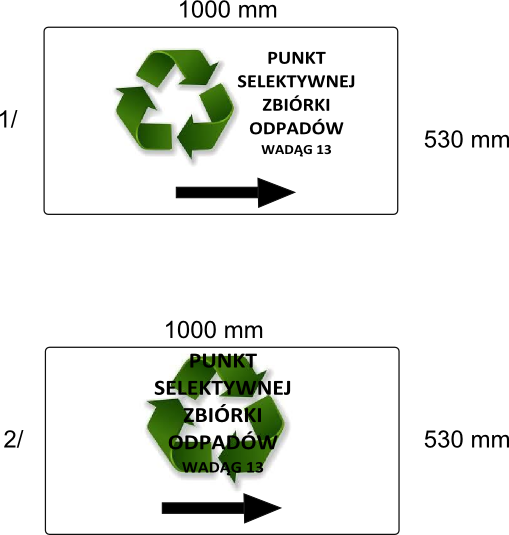 1000 mm
1/
PUNKT
SELEKTYWNEJ
ZBIÓRKI
ODPADÓW
WADĄG 13
530 mm
1000 mm
2/
PUNKT
SELEKTYWNEJ
ZBIÓRKI
ODPADÓW
WADĄG 13
530 mm